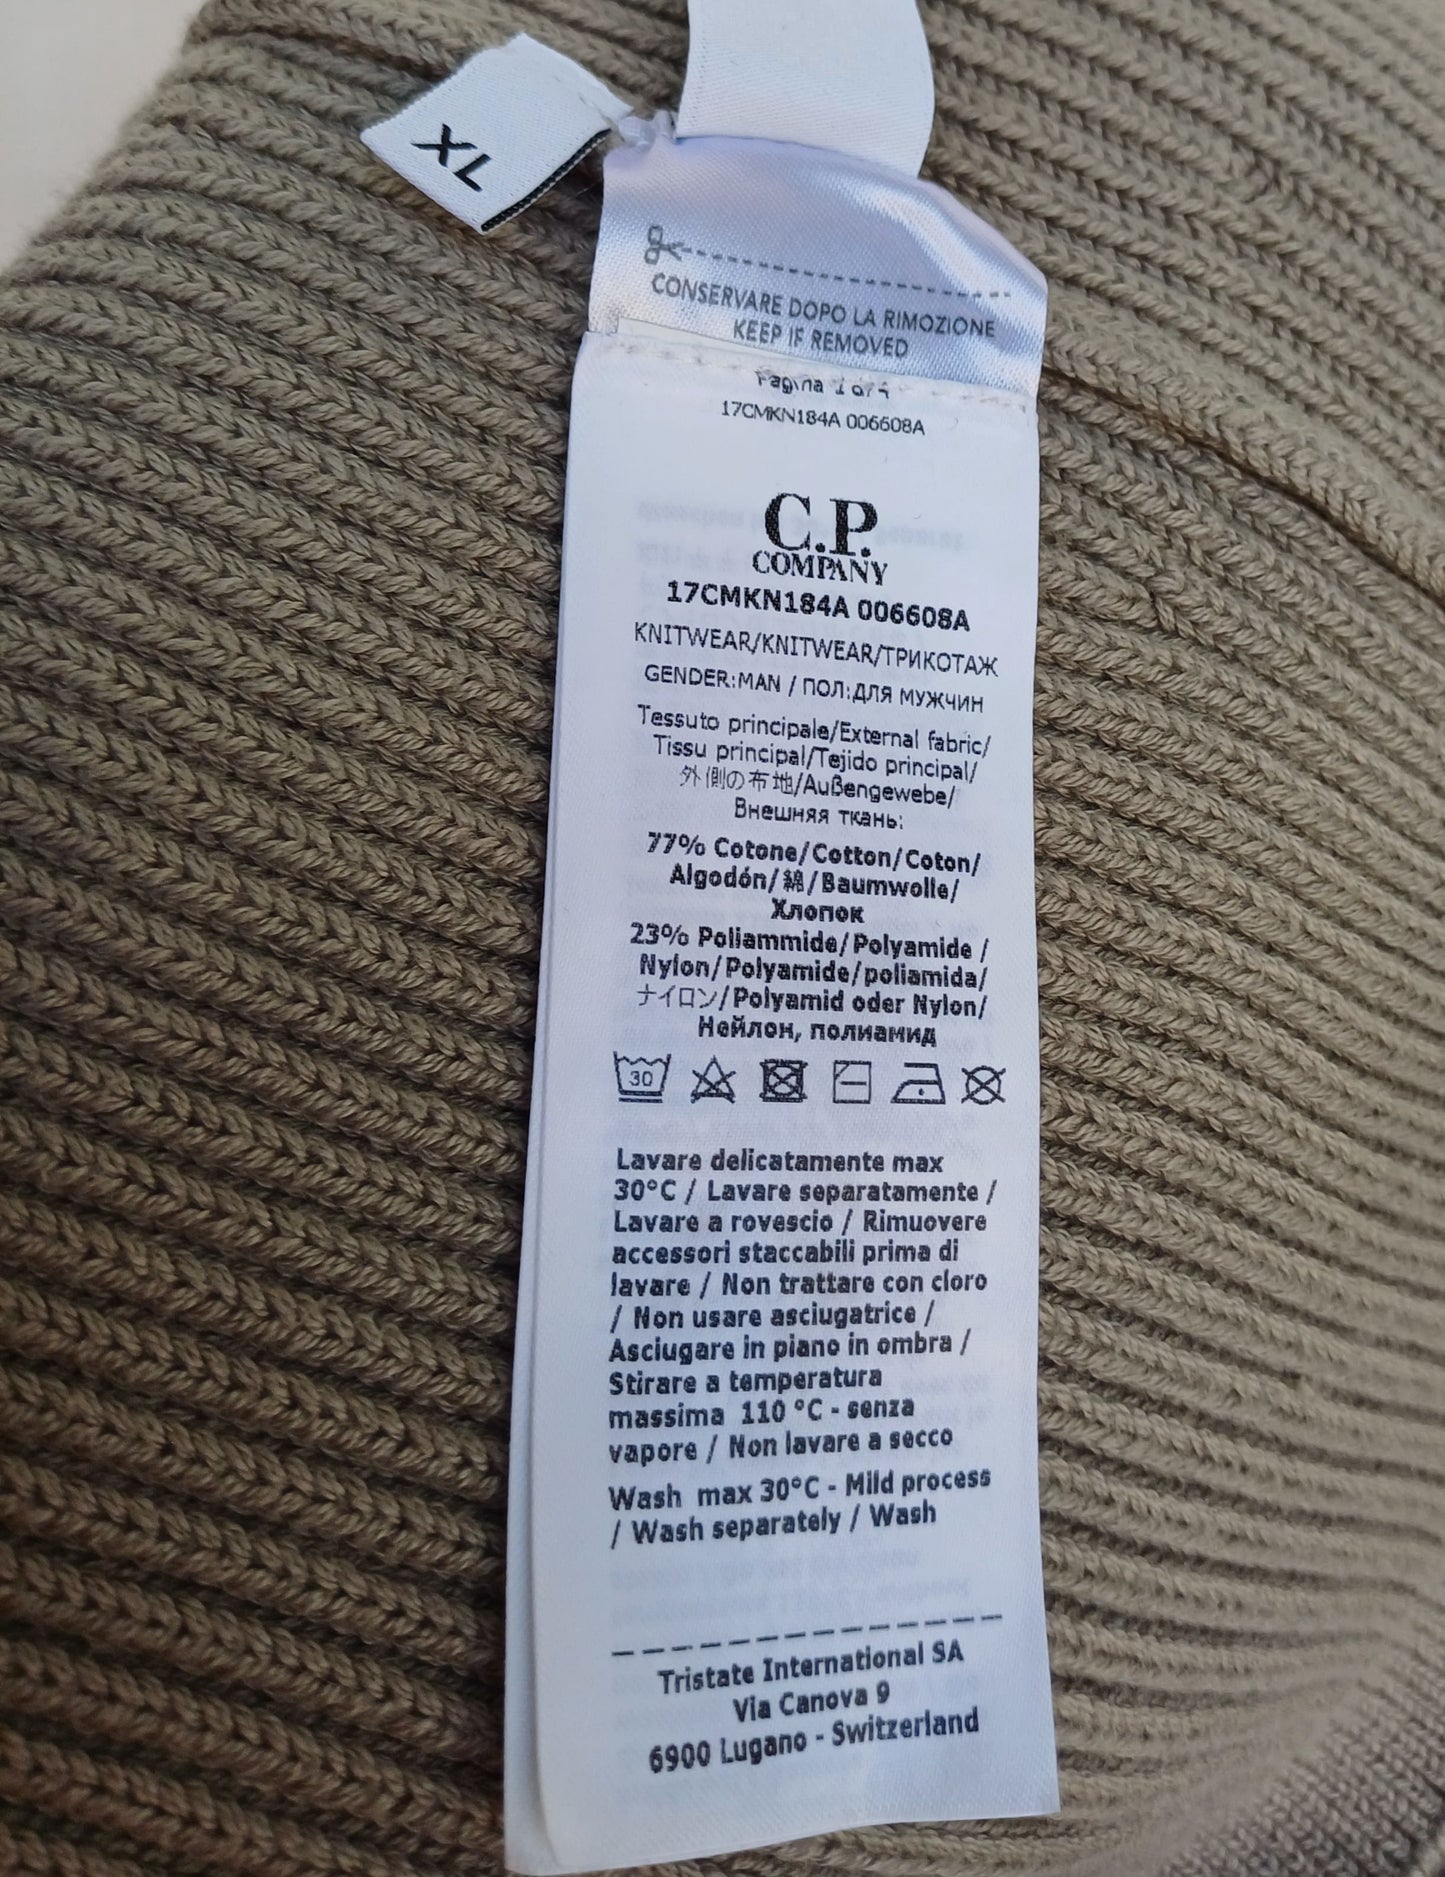 XL
CONSERVARE DOPO LA RIMOZIONE
KEEP IF REMOVED
Pagina 1 di 4
17CMKN184A 006608A
C.P.
COMPANY
17CMKN184A 006608A
KNITWEAR/KNITWEAR/ТРИКОТАЖ
GENDER:MAN / ПОЛ:ДЛЯ МУЖЧИН
Tessuto principale/External fabric/
Tissu principal/Tejido principal/
外側の布地/Außengewebe/
Внешняя ткань:
77% Cotone/Cotton/Coton/
Algodón/綿/Baumwolle/
Хлопок
23% Poliammide/Polyamide /
Nylon/Polyamide/poliamida/
ナイロン/Polyamid oder Nylon/
Нейлон, полиамид
30
Lavare delicatamente max
30°C / Lavare separatamente /
Lavare a rovescio / Rimuovere
accessori staccabili prima di
lavare / Non trattare con cloro
/ Non usare asciugatrice /
Asciugare in piano in ombra /
Stirare a temperatura
massima 110 °C - senza
vapore / Non lavare a secco
Wash max 30°C - Mild process
/ Wash separately / Wash
Tristate International SA
Via Canova 9
6900 Lugano - Switzerland